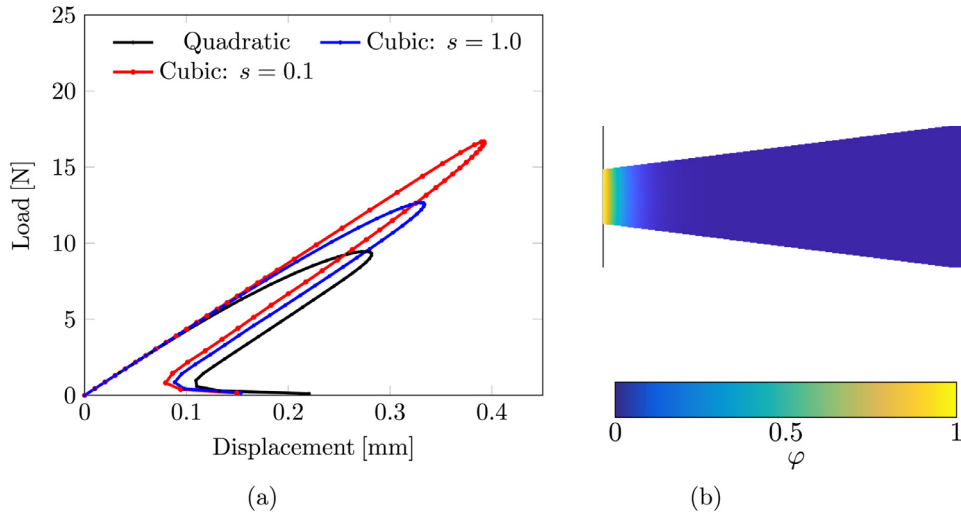 25
20
15
10
5
0
Load [N]
Quadratic
Cubic: s = 1.0
Cubic: s = 0.1
0
0.1
0.2
0.3
0.4
Displacement [mm]
(a)
0
0.5
1
φ
(b)